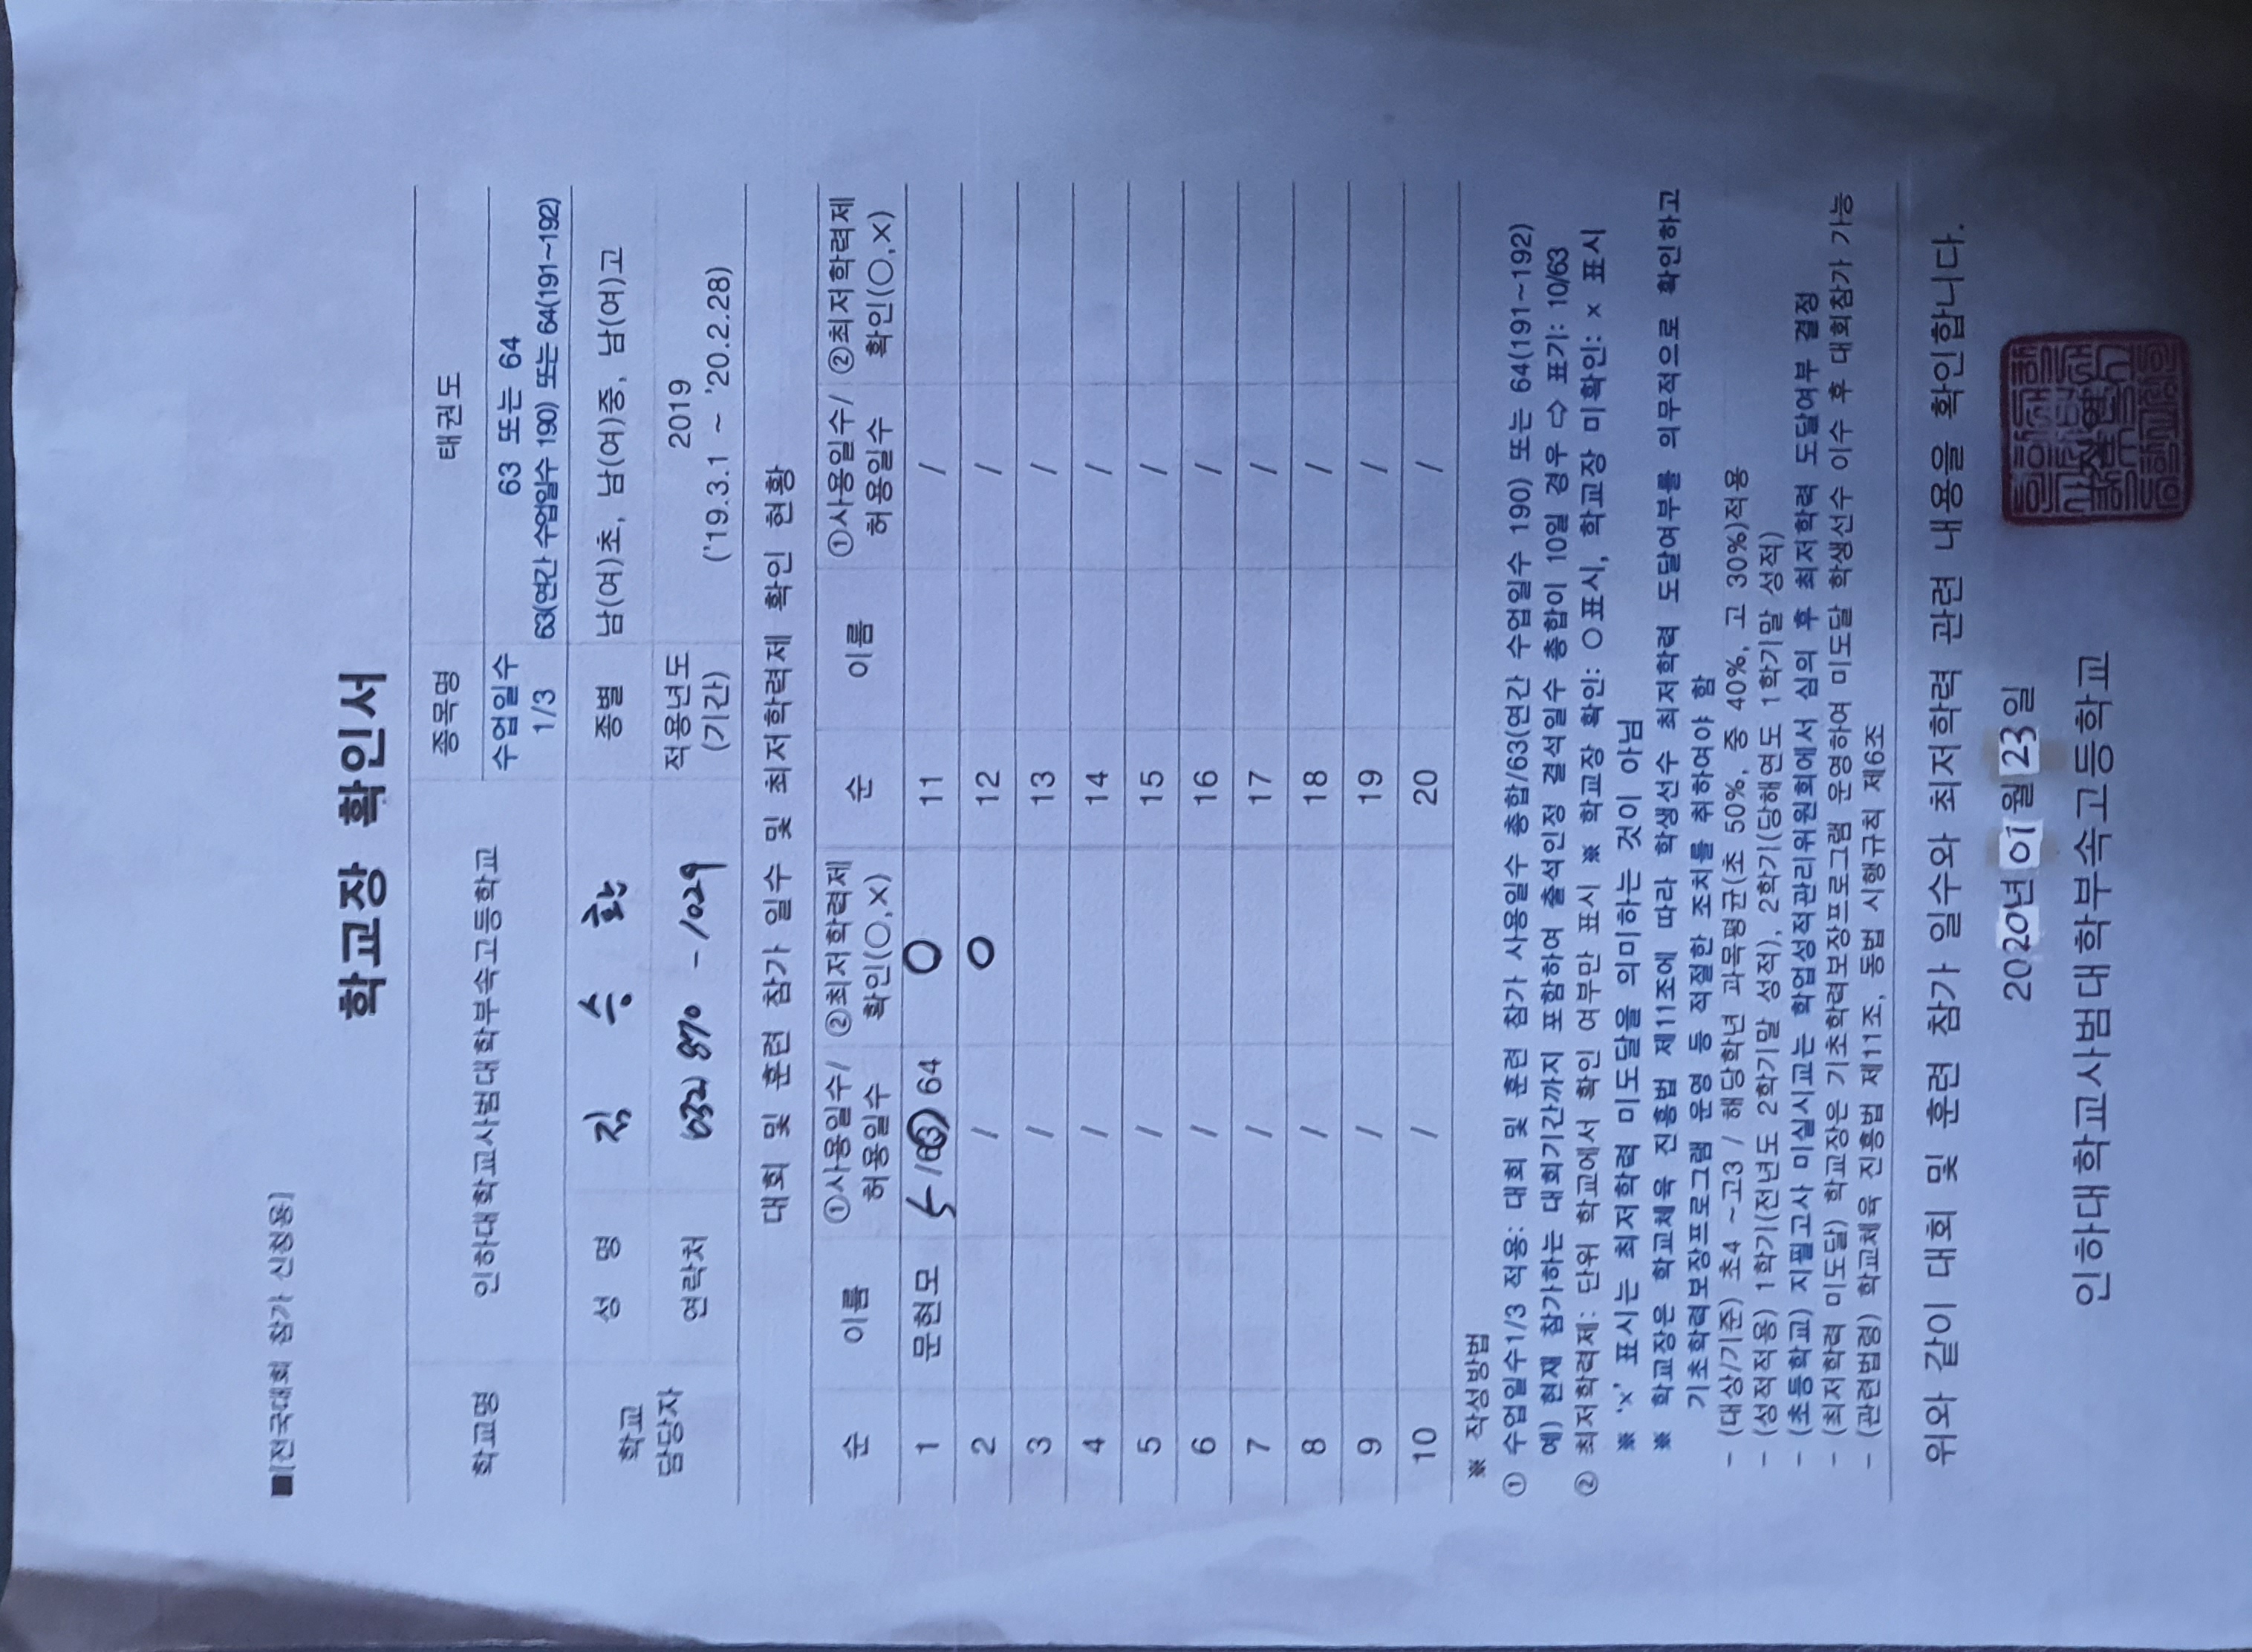 ■[전국대회 참가 신청용]
학교장 확인서
학교명 인하대학교사범대학부속고등학교 종목명 태권도
수업일수 1/3 63 또는 64
63(연간 수업일수 190) 또는 64(191~192)
학교 담당자 성 명 김 승 환 종별 남(여)초, 남(여)중, 남(여)고
연락처 032) 870 - 1029 적용년도 (기간) 2019 ('19.3.1 ~ '20.2.28)
대회 및 훈련 참가 일수 및 최저학력제 확인 현황
순 이름 ①사용일수/허용일수 ②최저학력제 확인(○,×) 순 이름 ①사용일수/허용일수 ②최저학력제 확인(○,×)
1 문현모 5 /63) 64 ○ 11 /
2 / ○ 12 /
3 / 13 /
4 / 14 /
5 / 15 /
6 / 16 /
7 / 17 /
8 / 18 /
9 / 19 /
10 / 20 /
※ 작성방법
① 수업일수1/3 적용: 대회 및 훈련 참가 사용일수 총합/63(연간 수업일수 190) 또는 64(191~192)
예) 현재 참가하는 대회기간까지 포함하여 출석인정 결석일수 총합이 10일 경우 ⇨ 표기: 10/63
② 최저학력제: 단위 학교에서 확인 여부만 표시 ※ 학교장 확인: ○표시, 학교장 미확인: × 표시
※ '×' 표시는 최저학력 미도달을 의미하는 것이 아님
※ 학교장은 학교체육 진흥법 제11조에 따라 학생선수 최저학력 도달여부를 의무적으로 확인하고
기초학력보장프로그램 운영 등 적절한 조치를 취하여야 함
- (대상/기준) 초4 ~고3 / 해당학년 과목평균(초 50%, 중 40%, 고 30%)적용
- (성적적용) 1학기(전년도 2학기말 성적), 2학기(당해연도 1학기말 성적)
- (초등학교) 지필고사 미실시교는 학업성적관리위원회에서 심의 후 최저학력 도달여부 결정
- (최저학력 미도달) 학교장은 기초학력보장프로그램 운영하여 미도달 학생선수 이수 후 대회참가 가능
- (관련법령) 학교체육 진흥법 제11조, 동법 시행규칙 제6조
위와 같이 대회 및 훈련 참가 일수와 최저학력 관련 내용을 확인합니다.
2020년 01월 23일
인하대학교사범대학부속고등학교